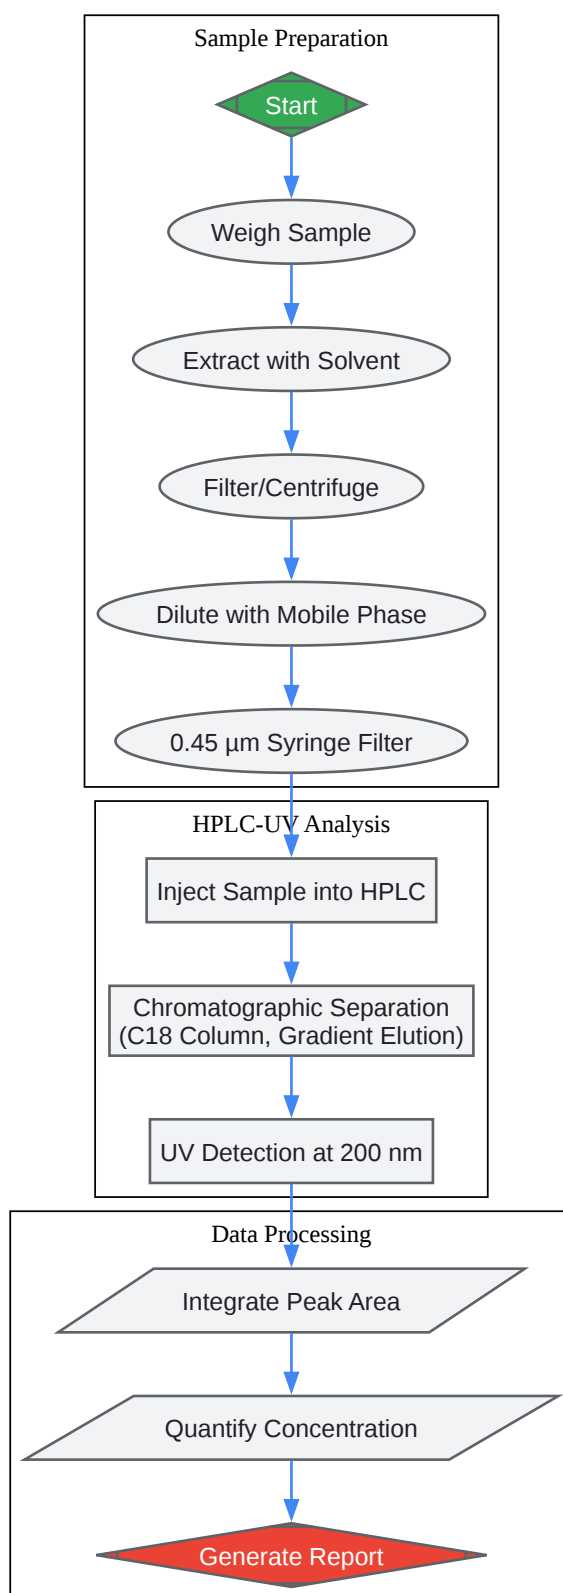 Sample Preparation
Start
Weigh Sample
Extract with Solvent
Filter/Centrifuge
Dilute with Mobile Phase
0.45 µm Syringe Filter
HPLC-UV Analysis
Inject Sample into HPLC
Chromatographic Separation
(C18 Column, Gradient Elution)
UV Detection at 200 nm
Data Processing
Integrate Peak Area
Quantify Concentration
Generate Report